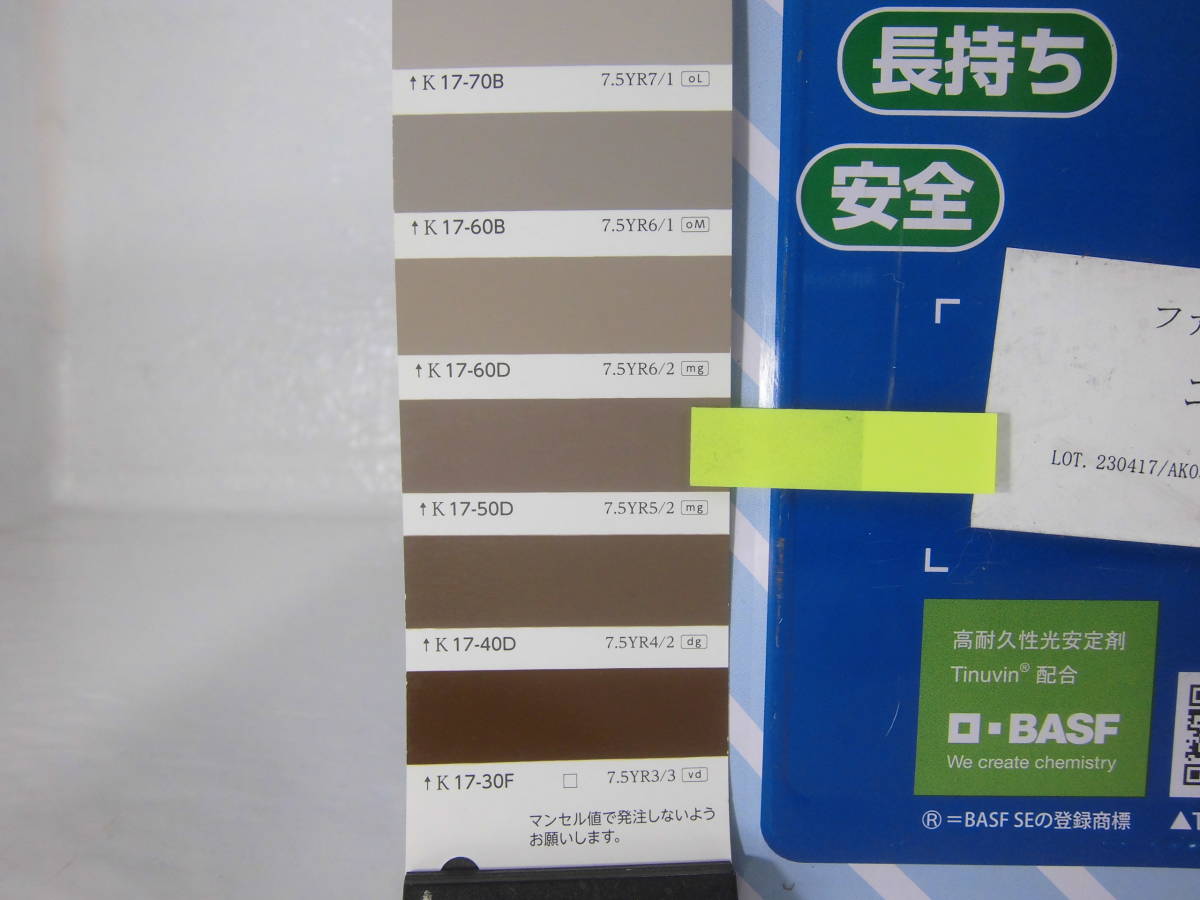 ↑K 17-70B 7.5YR7/1 oL
↑K 17-60B 7.5YR6/1 oM
↑K 17-60D 7.5YR6/2 mg
↑K 17-50D 7.5YR5/2 mg
↑K 17-40D 7.5YR4/2 dg
↑K 17-30F □ 7.5YR3/3 vd
マンセル値で発注しないよう
お願いします。
長持ち
安全
ファ
LOT. 230417/AK0
高耐久性光安定剤
Tinuvin® 配合
BASF
We create chemistry
Ⓡ=BASF SEの登録商標
▲T